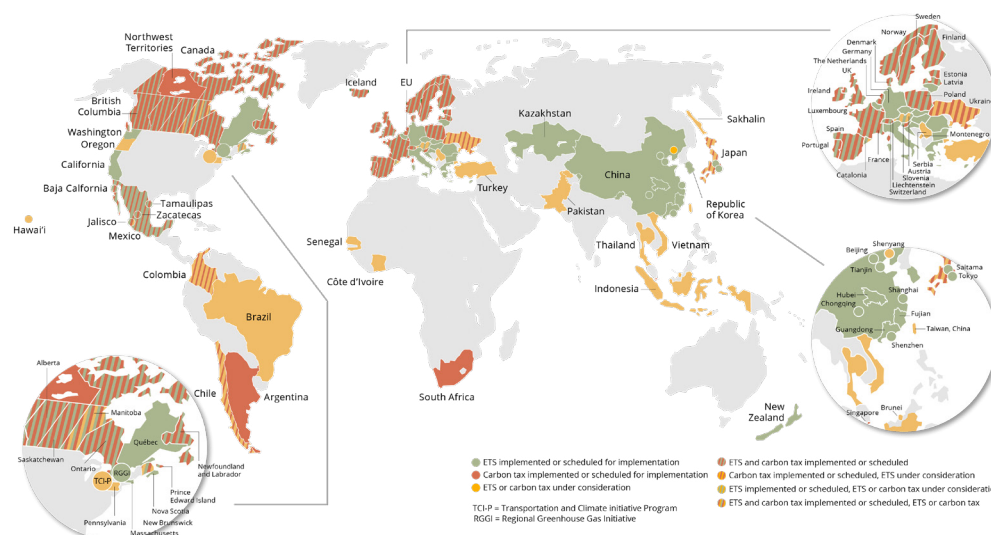 Northwest
Territories
Canada
British
Columbia
Washington
Oregon
California
Baja Calfornia
Tamaulipas
Zacatecas
Jalisco
Mexico
Hawai'i
Colombia
Brazil
Chile
Argentina
Iceland
EU
Senegal
Côte d'Ivoire
South Africa
Turkey
Kazakhstan
China
Pakistan
Thailand
Vietnam
Indonesia
Sakhalin
Japan
Republic
of Korea
New
Zealand
Sweden
Norway
Finland
Denmark
Germany
The Netherlands
UK
Estonia
Latvia
Ireland
Poland
Ukraine
Luxembourg
Spain
Portugal
Montenegro
France
Serbia
Austria
Catalonia
Slovenia
Liechtenstein
Switzerland
Shenyang
Beijing
Tianjin
Saitama
Tokyo
Hubei
Chongqing
Shanghai
Fujian
Guangdong
Taiwan, China
Shenzhen
Singapore
Brunei
Alberta
Manitoba
Québec
Saskatchewan
Ontario
TCI-P
RGGI
Newfoundland
and Labrador
Prince
Edward Island
Nova Scotia
New Brunswick
Pennsylvania
Massachusetts
ETS implemented or scheduled for implementation
Carbon tax implemented or scheduled for implementation
ETS or carbon tax under consideration
TCI-P = Transportation and Climate initiative Program
RGGI = Regional Greenhouse Gas Initiative
ETS and carbon tax implemented or scheduled
Carbon tax implemented or scheduled, ETS under consideration
ETS implemented or scheduled, ETS or carbon tax under consideratio
ETS and carbon tax implemented or scheduled, ETS or carbon tax